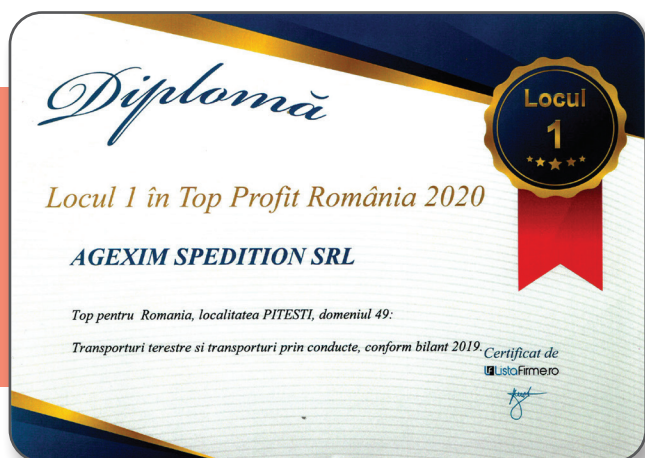 Diplomă
Locul
1
Locul 1 în Top Profit România 2020
AGEXIM SPEDITION SRL
Top pentru Romania, localitatea PITESTI, domeniul 49:
Transporturi terestre si transporturi prin conducte, conform bilant 2019.
Certificat de
ListaFirme.ro